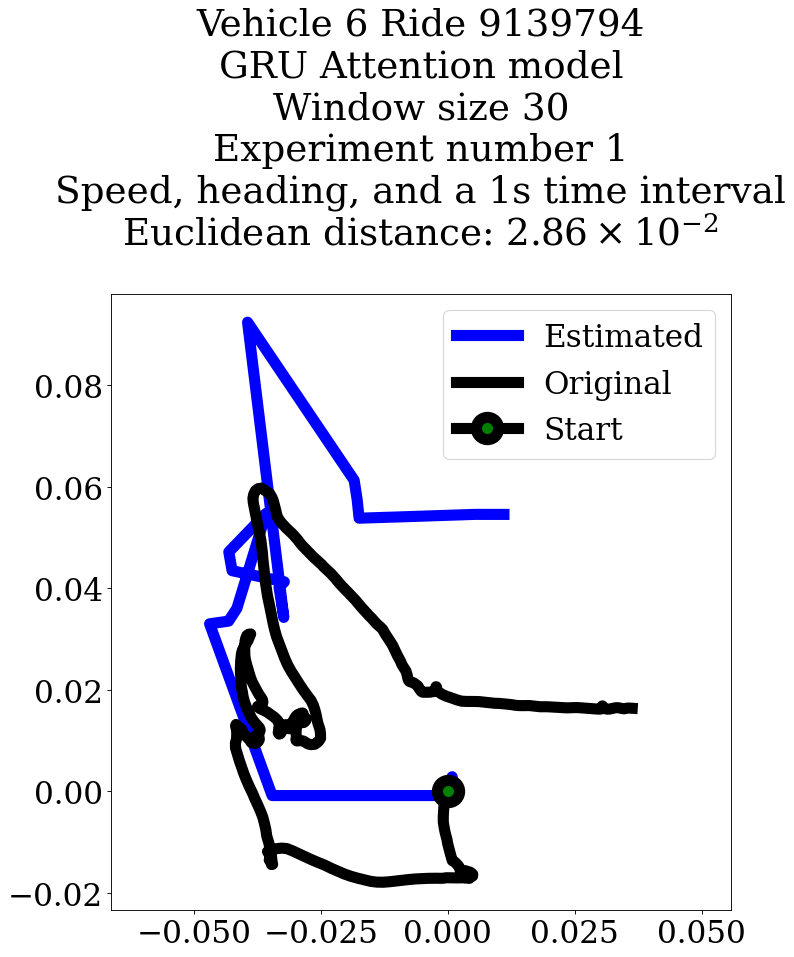 Vehicle 6 Ride 9139794
GRU Attention model
Window size 30
Experiment number 1
Speed, heading, and a 1s time interval
Euclidean distance: 2.86 × 10⁻²
Estimated
Original
Start
0.08
0.06
0.04
0.02
0.00
−0.02
−0.050 −0.025 0.000 0.025 0.050